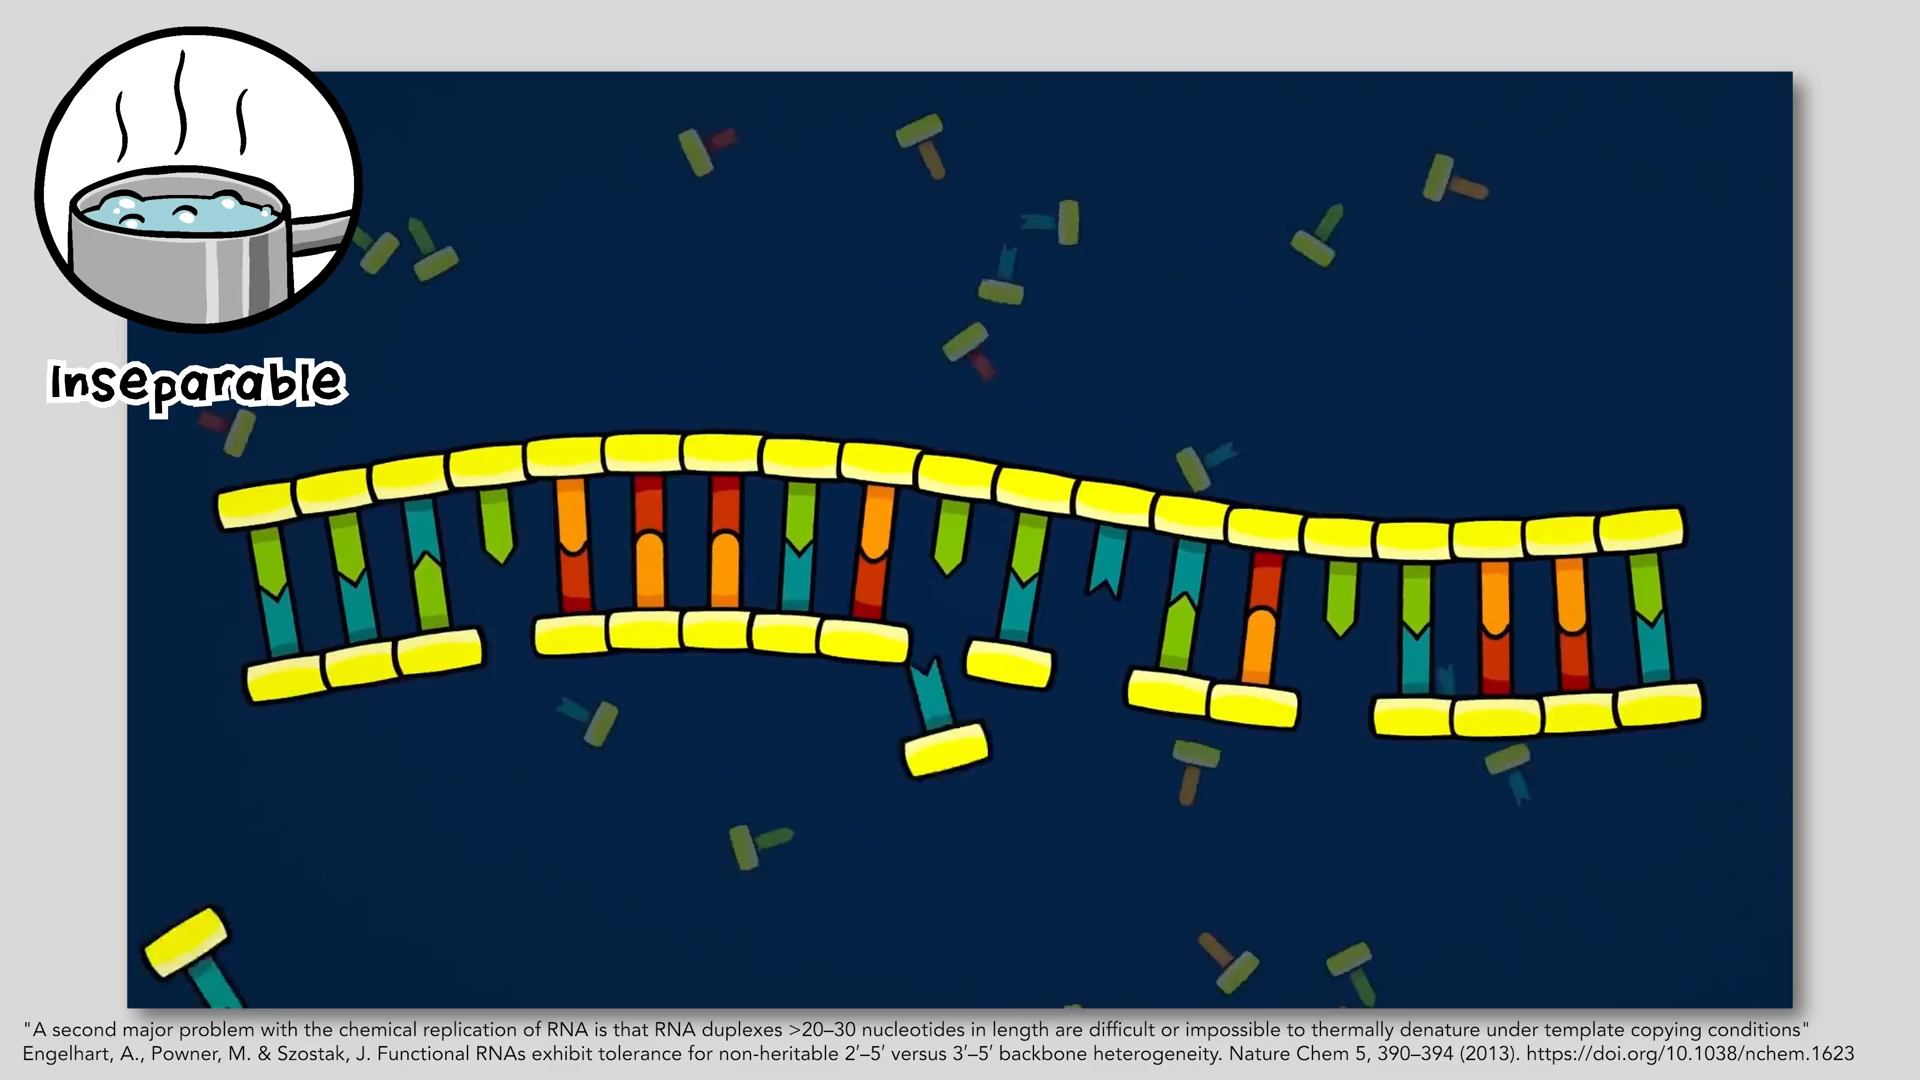 Inseparable
"A second major problem with the chemical replication of RNA is that RNA duplexes >20–30 nucleotides in length are difficult or impossible to thermally denature under template copying conditions"
Engelhart, A., Powner, M. & Szostak, J. Functional RNAs exhibit tolerance for non-heritable 2′–5′ versus 3′–5′ backbone heterogeneity. Nature Chem 5, 390–394 (2013). https://doi.org/10.1038/nchem.1623